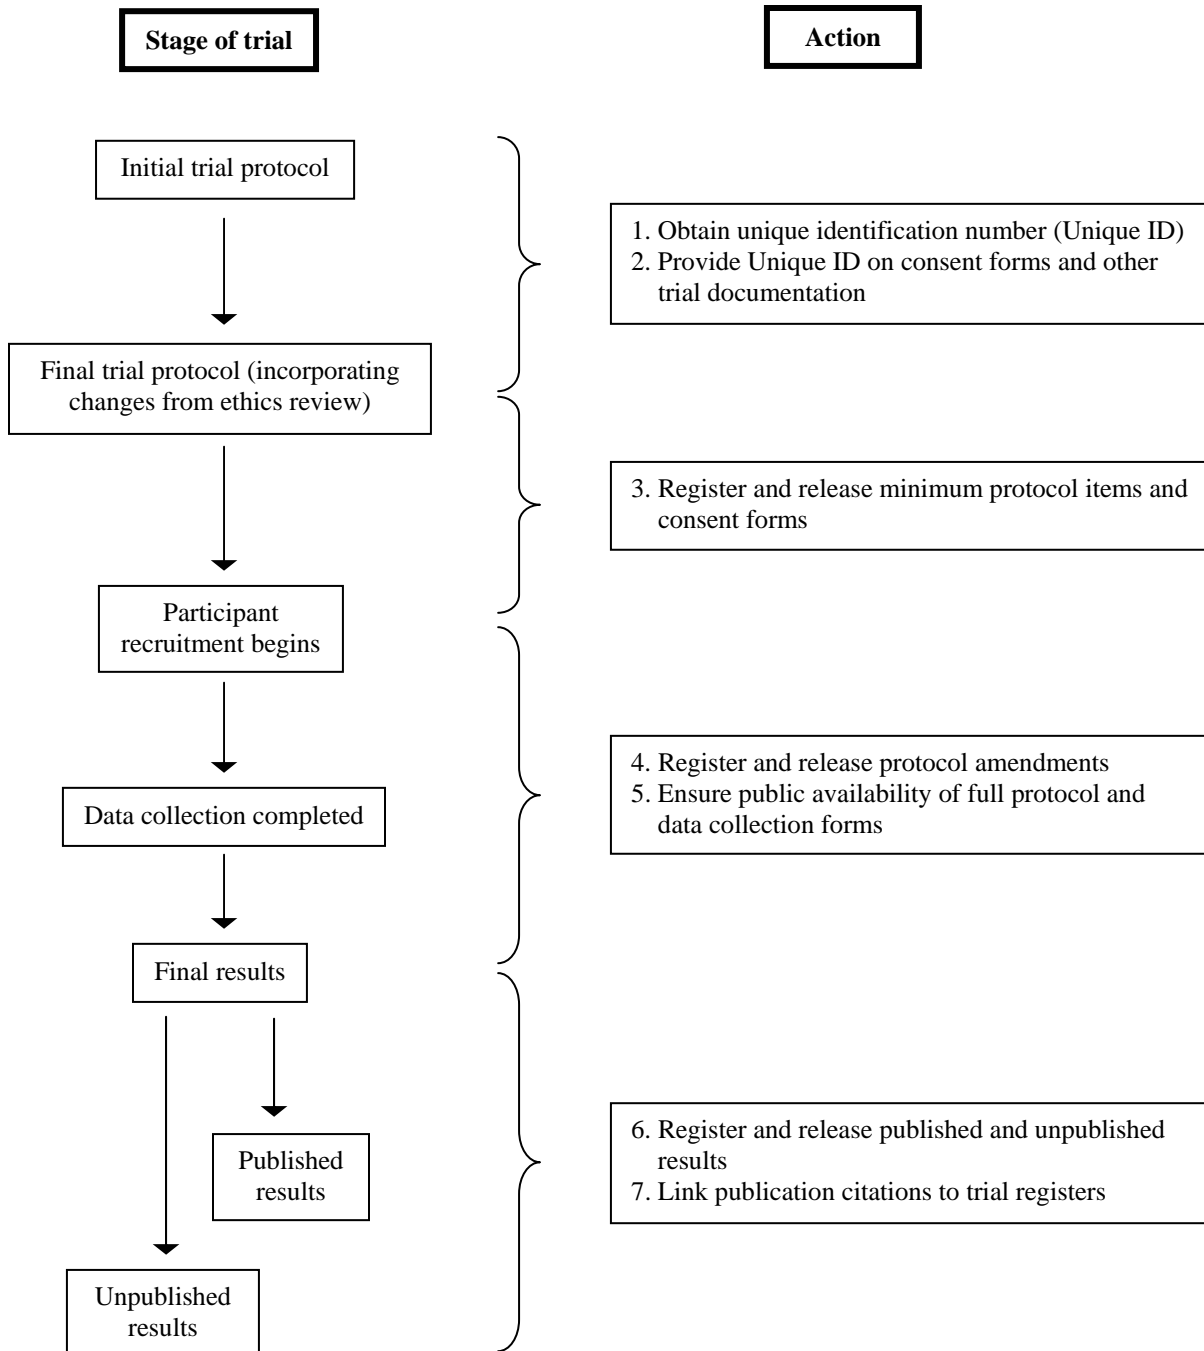 Stage of trial
Action
Initial trial protocol
1. Obtain unique identification number (Unique ID)
2. Provide Unique ID on consent forms and other
trial documentation
Final trial protocol (incorporating
changes from ethics review)
3. Register and release minimum protocol items and
consent forms
Participant
recruitment begins
4. Register and release protocol amendments
5. Ensure public availability of full protocol and
data collection forms
Data collection completed
Final results
6. Register and release published and unpublished
results
7. Link publication citations to trial registers
Published
results
Unpublished
results